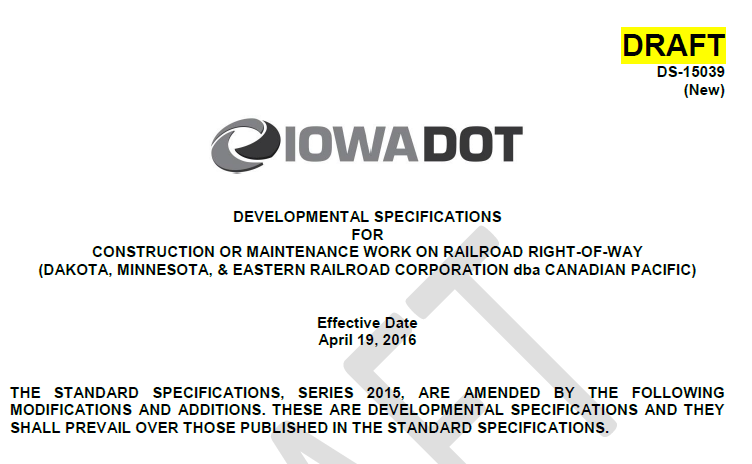 DRAFT
DS-15039
(New)
IOWADOT
DEVELOPMENTAL SPECIFICATIONS
FOR
CONSTRUCTION OR MAINTENANCE WORK ON RAILROAD RIGHT-OF-WAY
(DAKOTA, MINNESOTA, & EASTERN RAILROAD CORPORATION dba CANADIAN PACIFIC)
Effective Date
April 19, 2016
THE STANDARD SPECIFICATIONS, SERIES 2015, ARE AMENDED BY THE FOLLOWING
MODIFICATIONS AND ADDITIONS. THESE ARE DEVELOPMENTAL SPECIFICATIONS AND THEY
SHALL PREVAIL OVER THOSE PUBLISHED IN THE STANDARD SPECIFICATIONS.
AFT